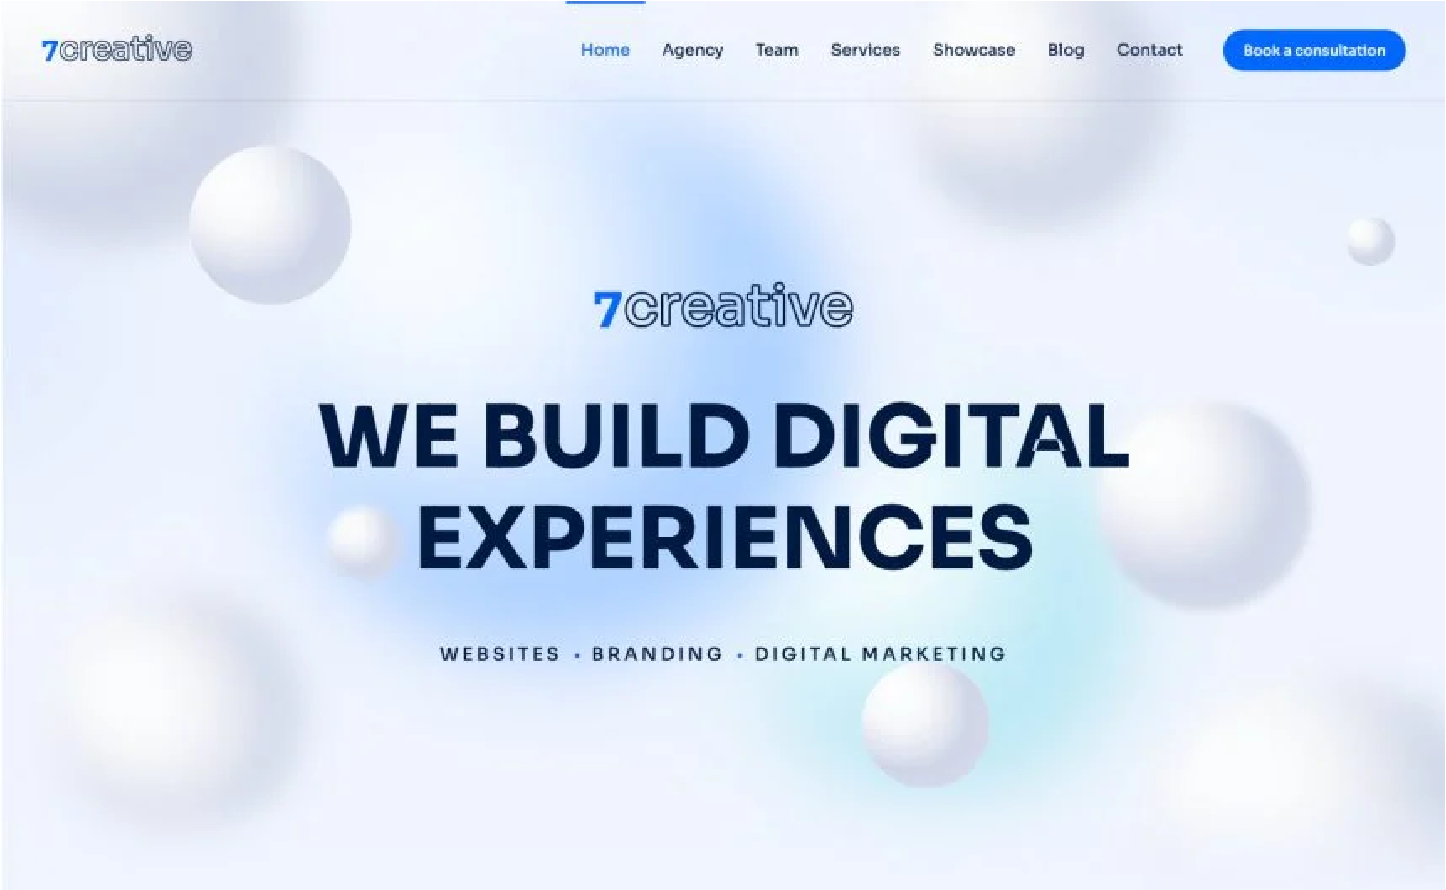 7creative
Home Agency Team Services Showcase Blog Contact Book a consultation
7creative
WE BUILD DIGITAL
EXPERIENCES
WEBSITES • BRANDING • DIGITAL MARKETING